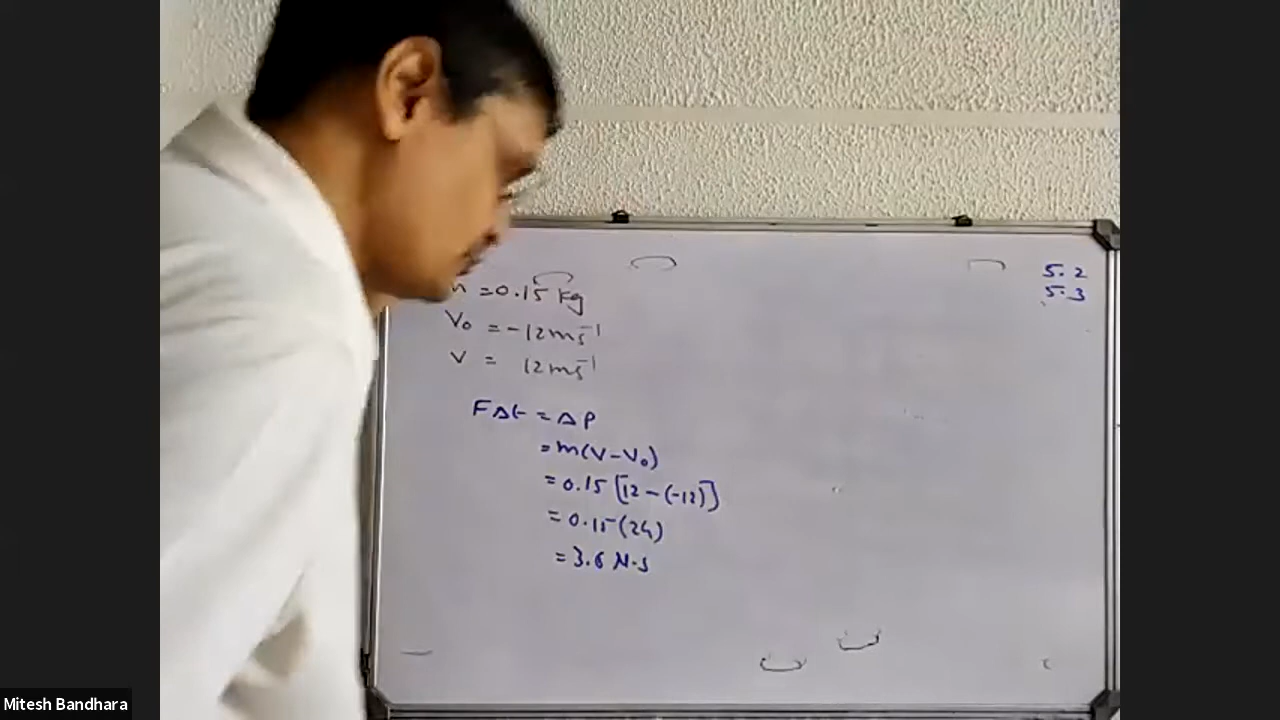 5.2
5.3
m = 0.15 kg
V₀ = -12 ms⁻¹
V = 12 ms⁻¹
FΔt = ΔP
= m(V-V₀)
= 0.15 [12-(-12)]
= 0.15 (24)
= 3.6 N·s
Mitesh Bandhara